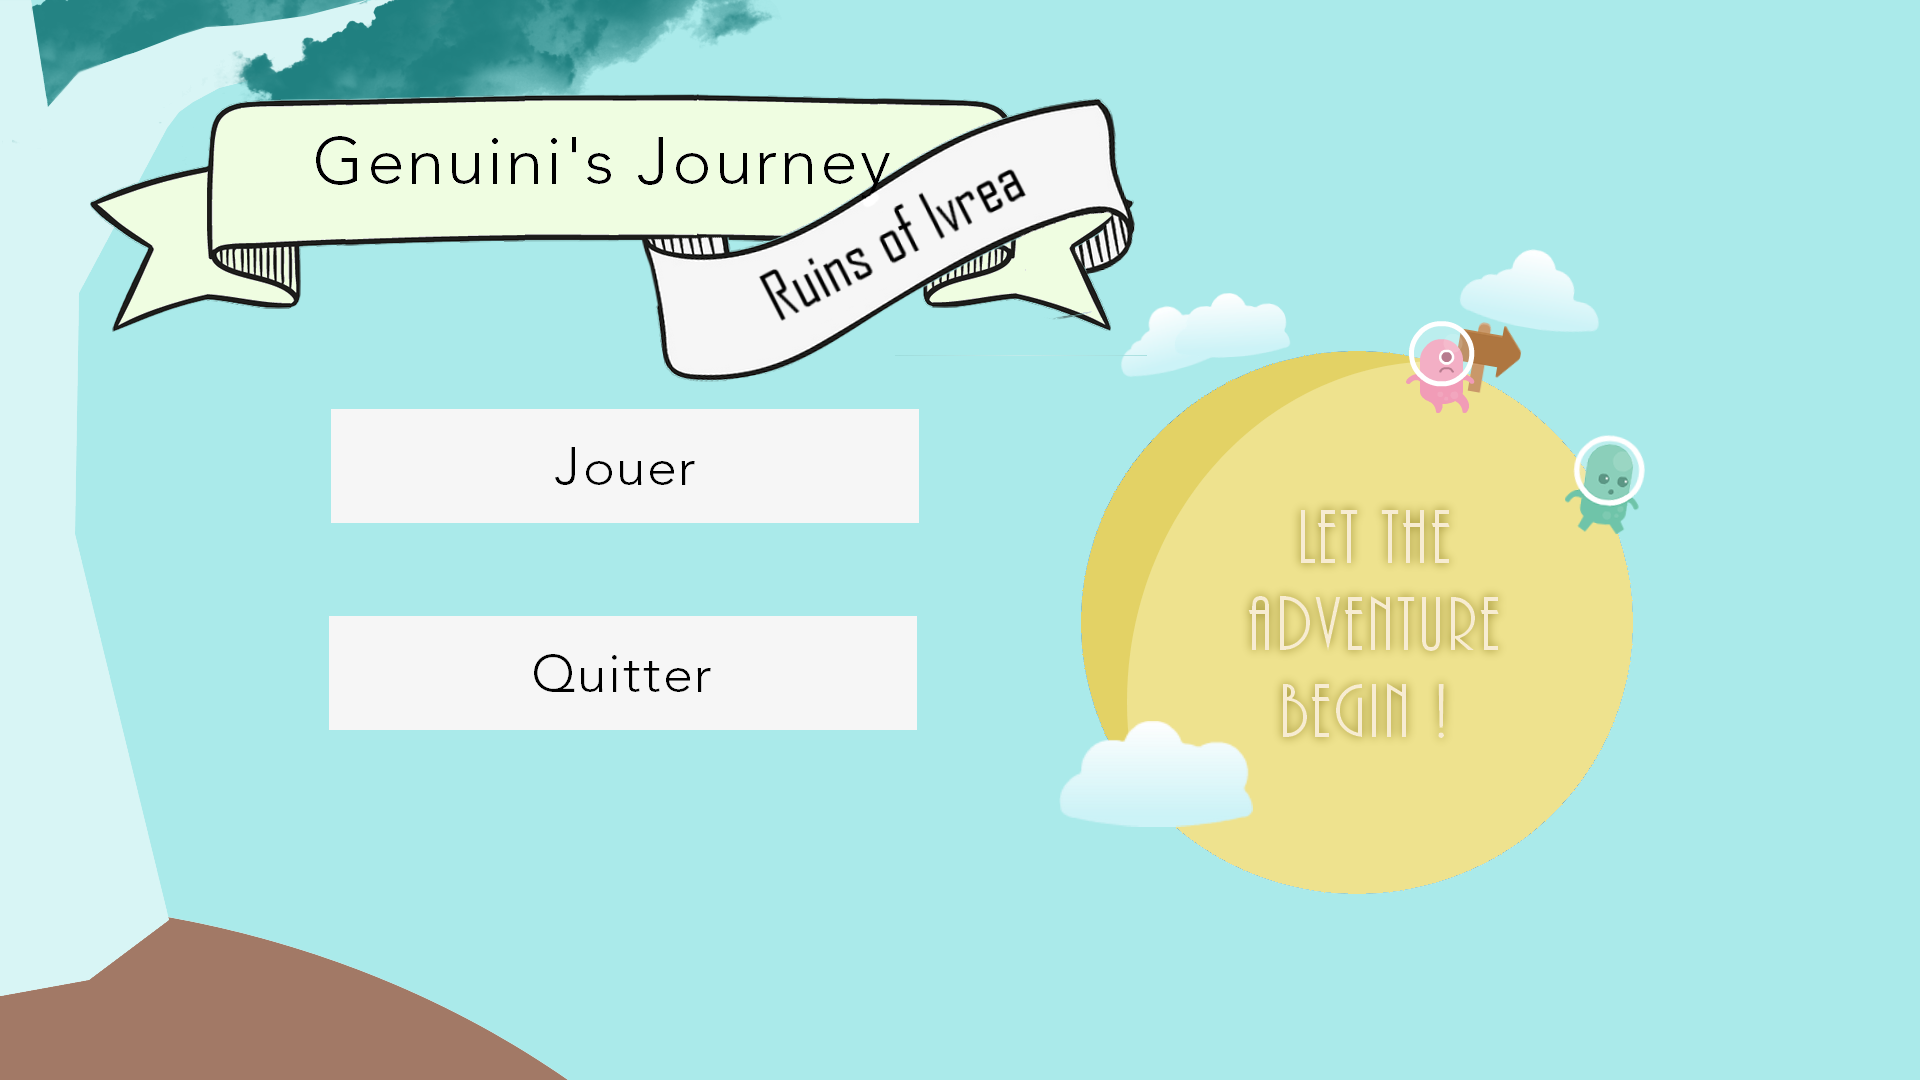 Genuini's Journey
Ruins of Ivrea
Jouer
Quitter
LET THE
ADVENTURE
BEGIN !